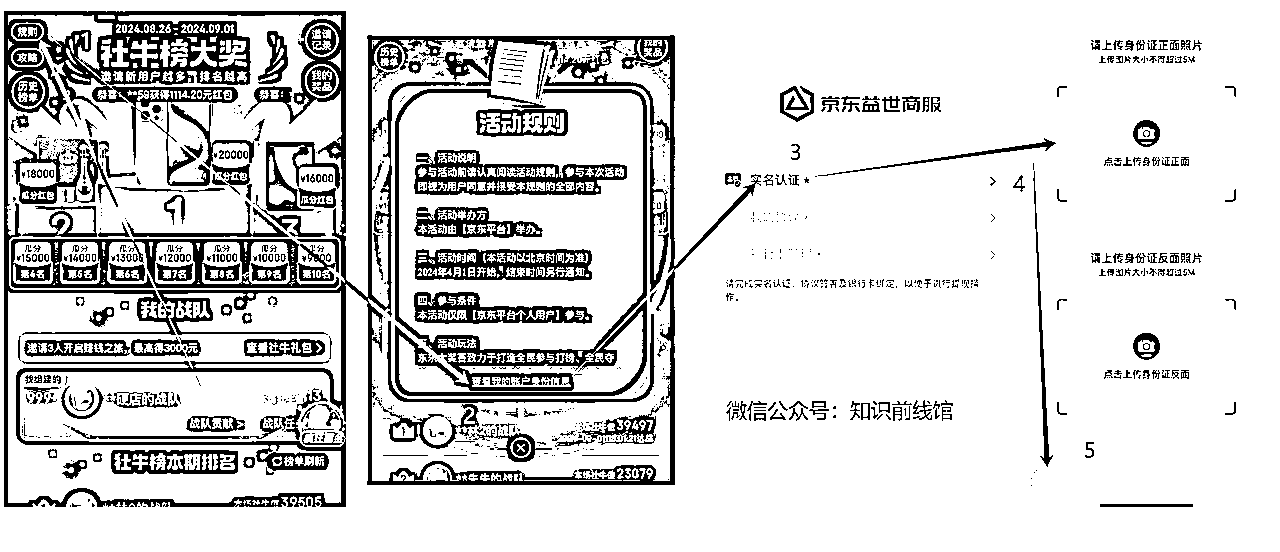 规则
攻略
历史
榜单
2024.08.26-2024.09.01
社牛榜大奖
邀请新用户越多,排名越高
恭喜：**59获得1114.20元红包
恭喜：
邀请
记录
我的
奖品
¥18000
瓜分红包
¥20000
瓜分红包
¥16000
瓜分红包
1
2
瓜分
¥15000
第4名
瓜分
¥14000
第5名
瓜分
¥13000
第6名
瓜分
¥12000
第7名
瓜分
¥11000
第8名
瓜分
¥10000
第9名
瓜分
¥9000
第10名
我的战队
邀请3人开启赚钱之旅，最高得3000元
查看社牛礼包 >
我组建的
999+
战队贡献 >
社牛榜本期排名
榜单刷新
39505
历史
榜单
我的
奖品
活动规则
一、活动说明
参与活动前请认真阅读活动规则，参与本次活动
即视为用户同意并接受本规则的全部内容。
二、活动举办方
本活动由【京东平台】举办。
三、活动时间（本活动以北京时间为准）
2024年4月1日开始，结束时间另行通知。
四、参与条件
本活动仅限【京东平台个人用户】参与。
活动玩法
东东大奖赛致力于打造全民参与打榜、全民夺
查看我的账户身份信息
2
39497
23079
京东益世商服
3
实名认证 *
请完成实名认证、协议签署及银行卡绑定，以便于进行提现操
作。
微信公众号：知识前线馆
4
5
请上传身份证正面照片
上传图片大小不得超过5M
点击上传身份证正面
请上传身份证反面照片
上传图片大小不得超过5M
点击上传身份证反面